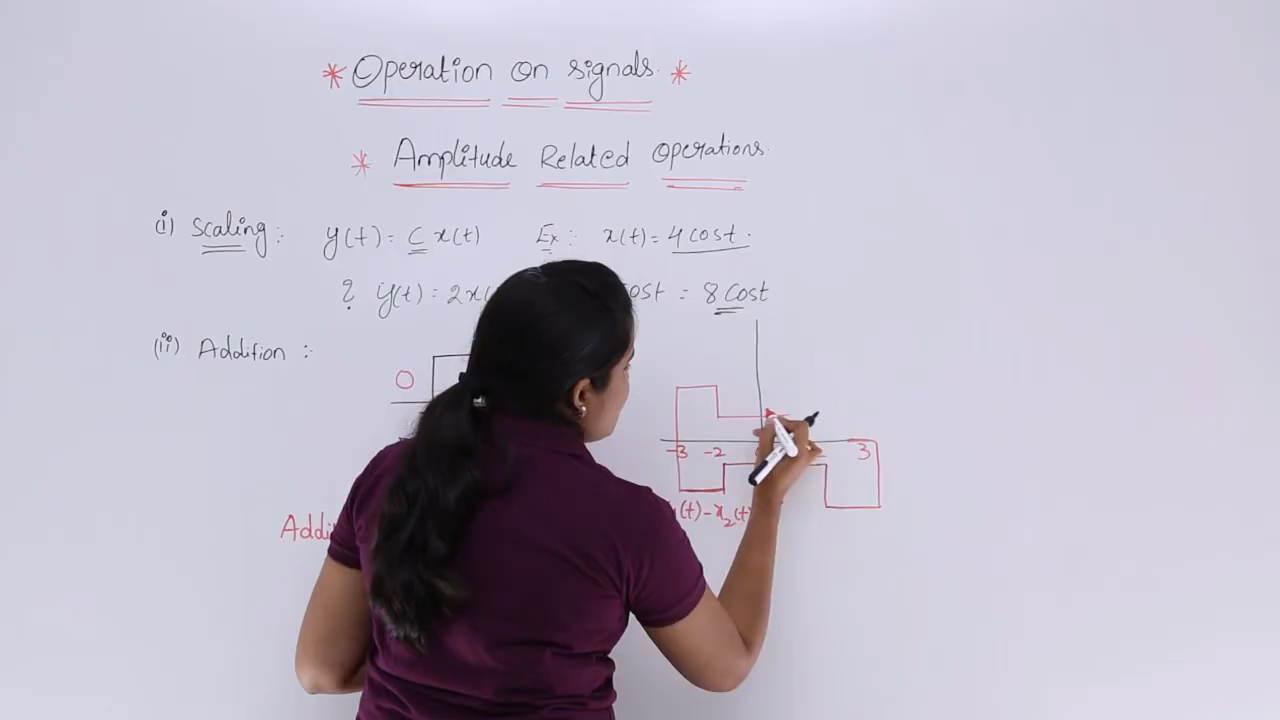 * Operation on signals. *
* Amplitude Related Operations.
(i) Scaling : y(t) = C x(t) Ex : x(t) = 4 cost .
? y(t) = 2x( cost = 8 cost
(ii) Addition :
0
-3 -2 3
(t) - x₂(t)
Addi